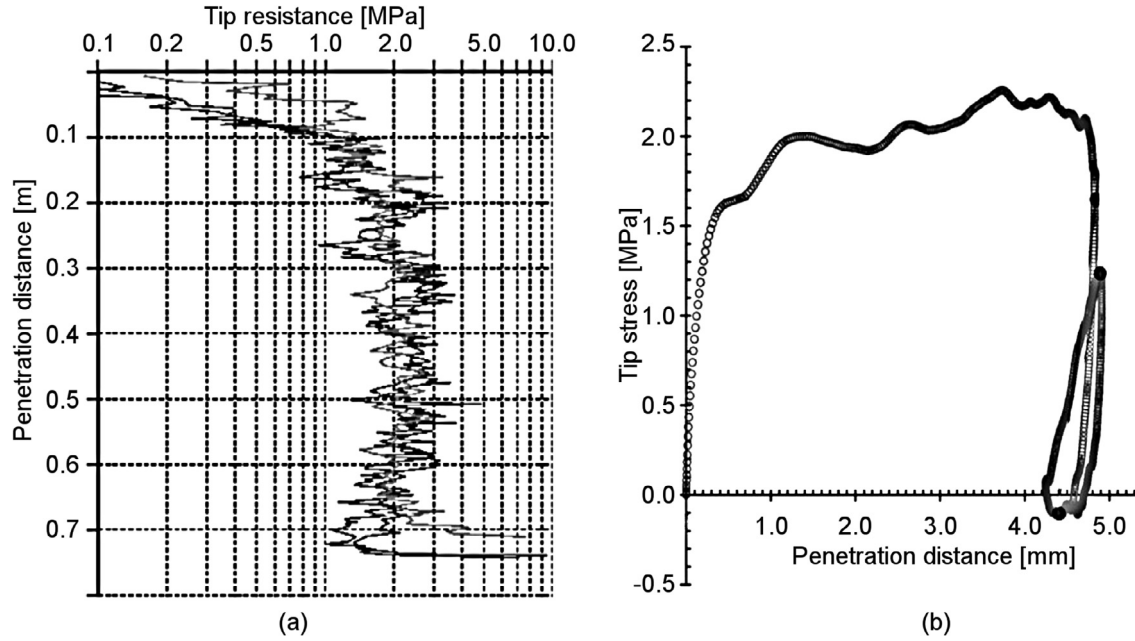 Tip resistance [MPa]
0.1 0.2 0.5 1.0 2.0 5.0 10.0
Penetration distance [m]
0.1
0.2
0.3
0.4
0.5
0.6
0.7
(a)
Tip stress [MPa]
2.5
2.0
1.5
1.0
0.5
0.0
-0.5
1.0 2.0 3.0 4.0 5.0
Penetration distance [mm]
(b)